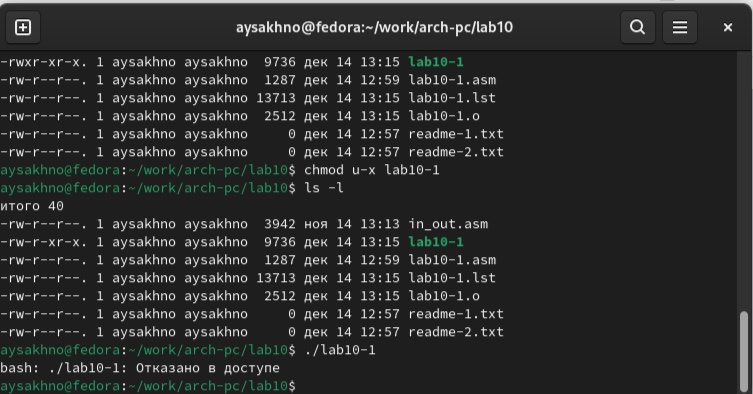 aysakhno@fedora:~/work/arch-pc/lab10
-rwxr-xr-x. 1 aysakhno aysakhno  9736 дек 14 13:15 lab10-1
-rw-r--r--. 1 aysakhno aysakhno  1287 дек 14 12:59 lab10-1.asm
-rw-r--r--. 1 aysakhno aysakhno 13713 дек 14 13:15 lab10-1.lst
-rw-r--r--. 1 aysakhno aysakhno  2512 дек 14 13:15 lab10-1.o
-rw-r--r--. 1 aysakhno aysakhno     0 дек 14 12:57 readme-1.txt
-rw-r--r--. 1 aysakhno aysakhno     0 дек 14 12:57 readme-2.txt
aysakhno@fedora:~/work/arch-pc/lab10$ chmod u-x lab10-1
aysakhno@fedora:~/work/arch-pc/lab10$ ls -l
итого 40
-rw-r--r--. 1 aysakhno aysakhno  3942 ноя 14 13:13 in_out.asm
-rw-r-xr-x. 1 aysakhno aysakhno  9736 дек 14 13:15 lab10-1
-rw-r--r--. 1 aysakhno aysakhno  1287 дек 14 12:59 lab10-1.asm
-rw-r--r--. 1 aysakhno aysakhno 13713 дек 14 13:15 lab10-1.lst
-rw-r--r--. 1 aysakhno aysakhno  2512 дек 14 13:15 lab10-1.o
-rw-r--r--. 1 aysakhno aysakhno     0 дек 14 12:57 readme-1.txt
-rw-r--r--. 1 aysakhno aysakhno     0 дек 14 12:57 readme-2.txt
aysakhno@fedora:~/work/arch-pc/lab10$ ./lab10-1
bash: ./lab10-1: Отказано в доступе
aysakhno@fedora:~/work/arch-pc/lab10$